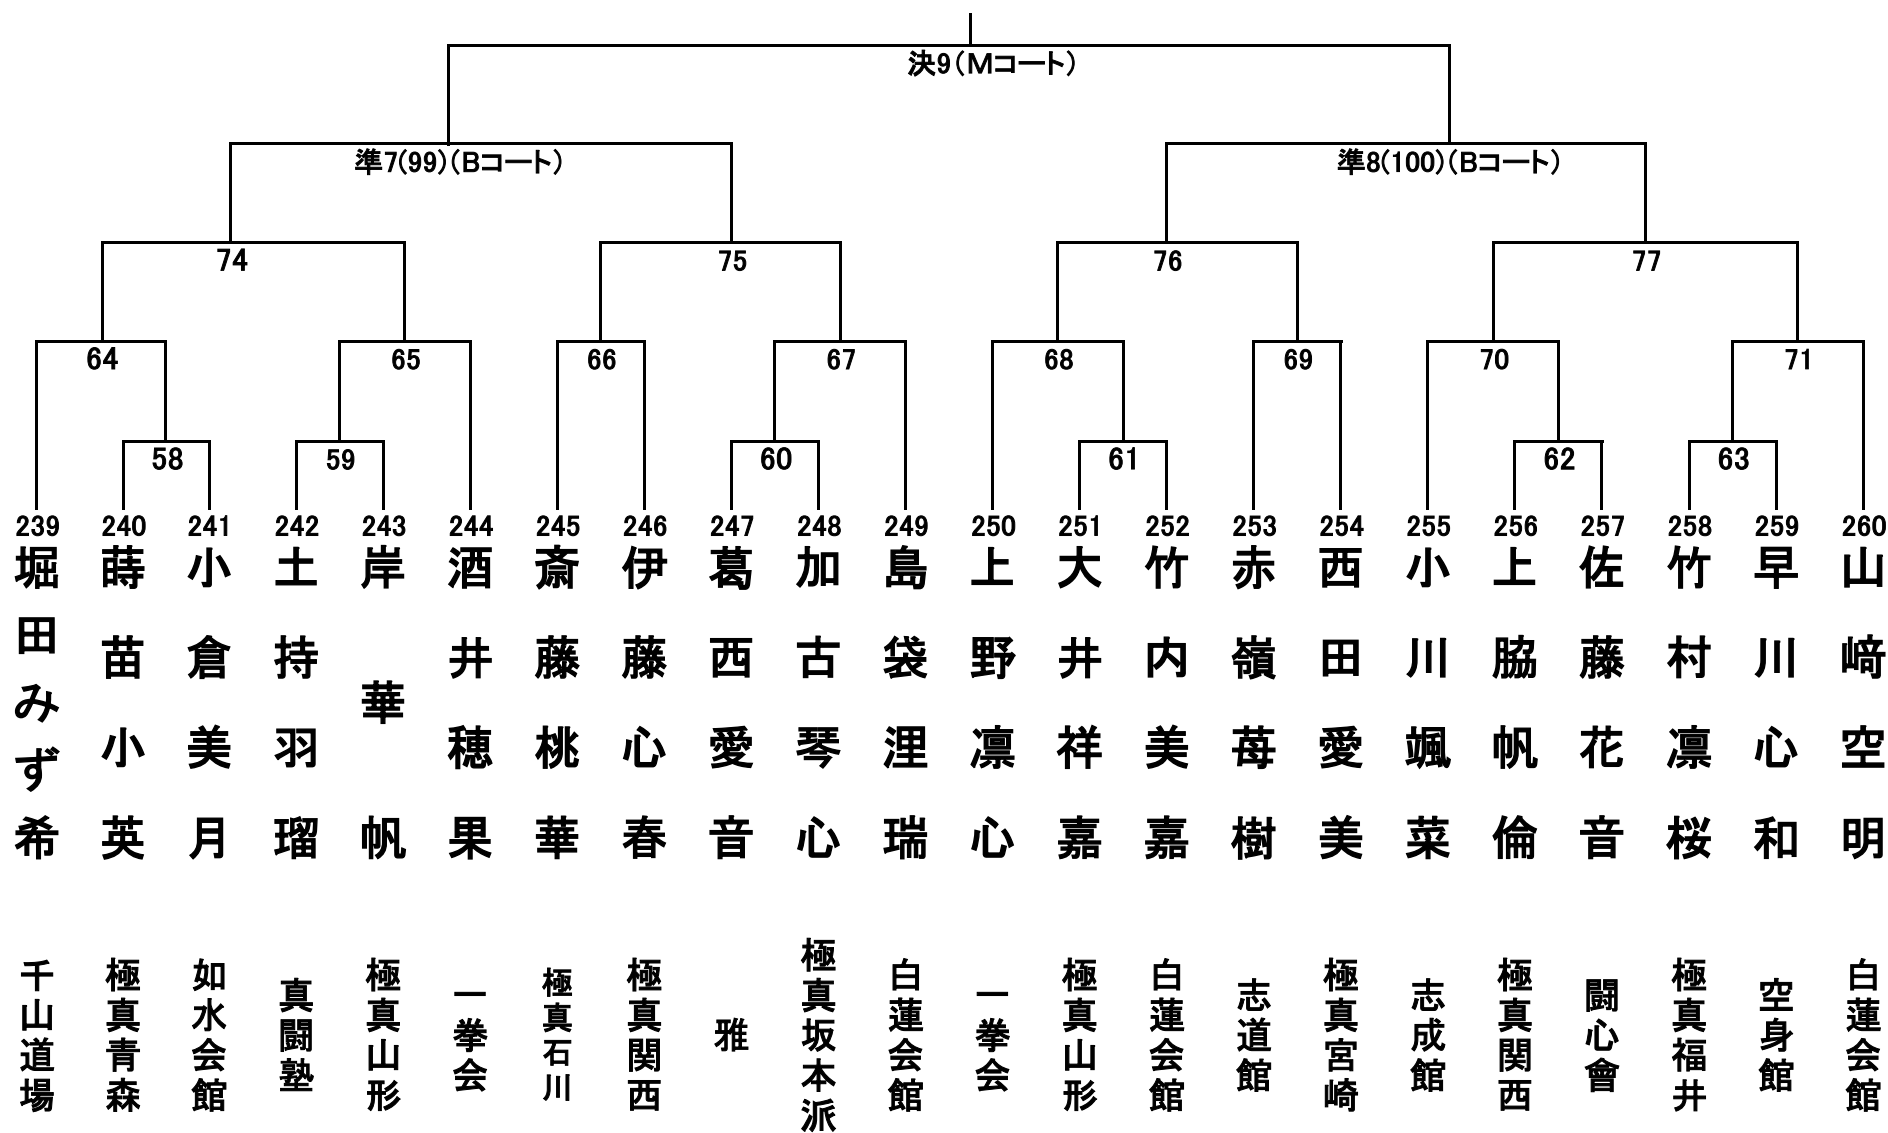 決9(Mコート)
準7(99)(Bコート)
準8(100)(Bコート)
74
75
76
77
64
65
66
67
68
69
70
71
58
59
60
61
62
63
239
240
241
242
243
244
245
246
247
248
249
250
251
252
253
254
255
256
257
258
259
260
堀田みず希
蒔苗小英
小倉美月
土持羽瑠
岸華帆
酒井穂果
斎藤桃華
伊藤心春
葛西愛音
加古琴心
島袋浬瑞
上野凛心
大井祥嘉
竹内美嘉
赤嶺苺樹
西田愛美
小川颯菜
上脇帆倫
佐藤花音
竹村凛桜
早川心和
山﨑空明
千山道場
極真青森
如水会館
真闘塾
極真山形
一拳会
極真石川
極真関西
雅
極真坂本派
白蓮会館
一拳会
極真山形
白蓮会館
志道館
極真宮崎
志成館
極真関西
闘心會
極真福井
空身館
白蓮会館